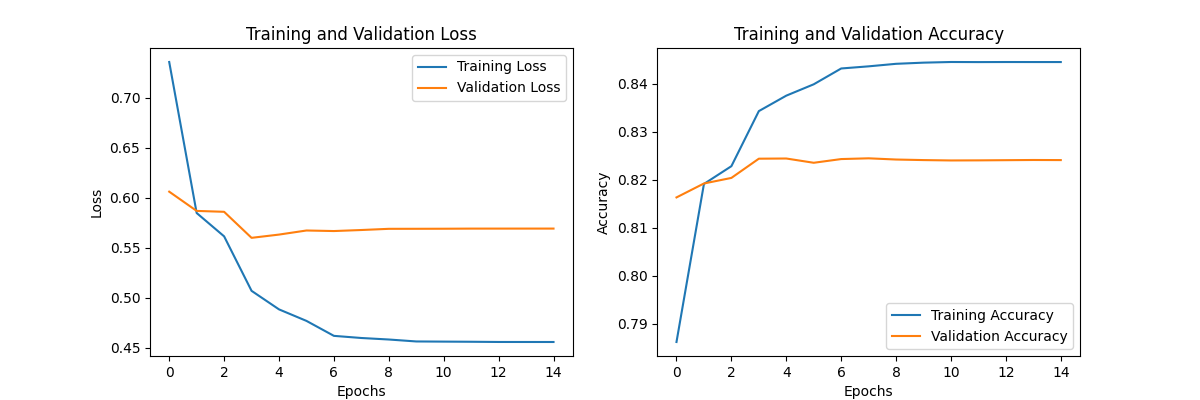 Training and Validation Loss
Training Loss
Validation Loss
0.70
0.65
0.60
0.55
0.50
0.45
Loss
0 2 4 6 8 10 12 14
Epochs
Training and Validation Accuracy
0.84
0.83
0.82
0.81
0.80
0.79
Accuracy
Training Accuracy
Validation Accuracy
0 2 4 6 8 10 12 14
Epochs